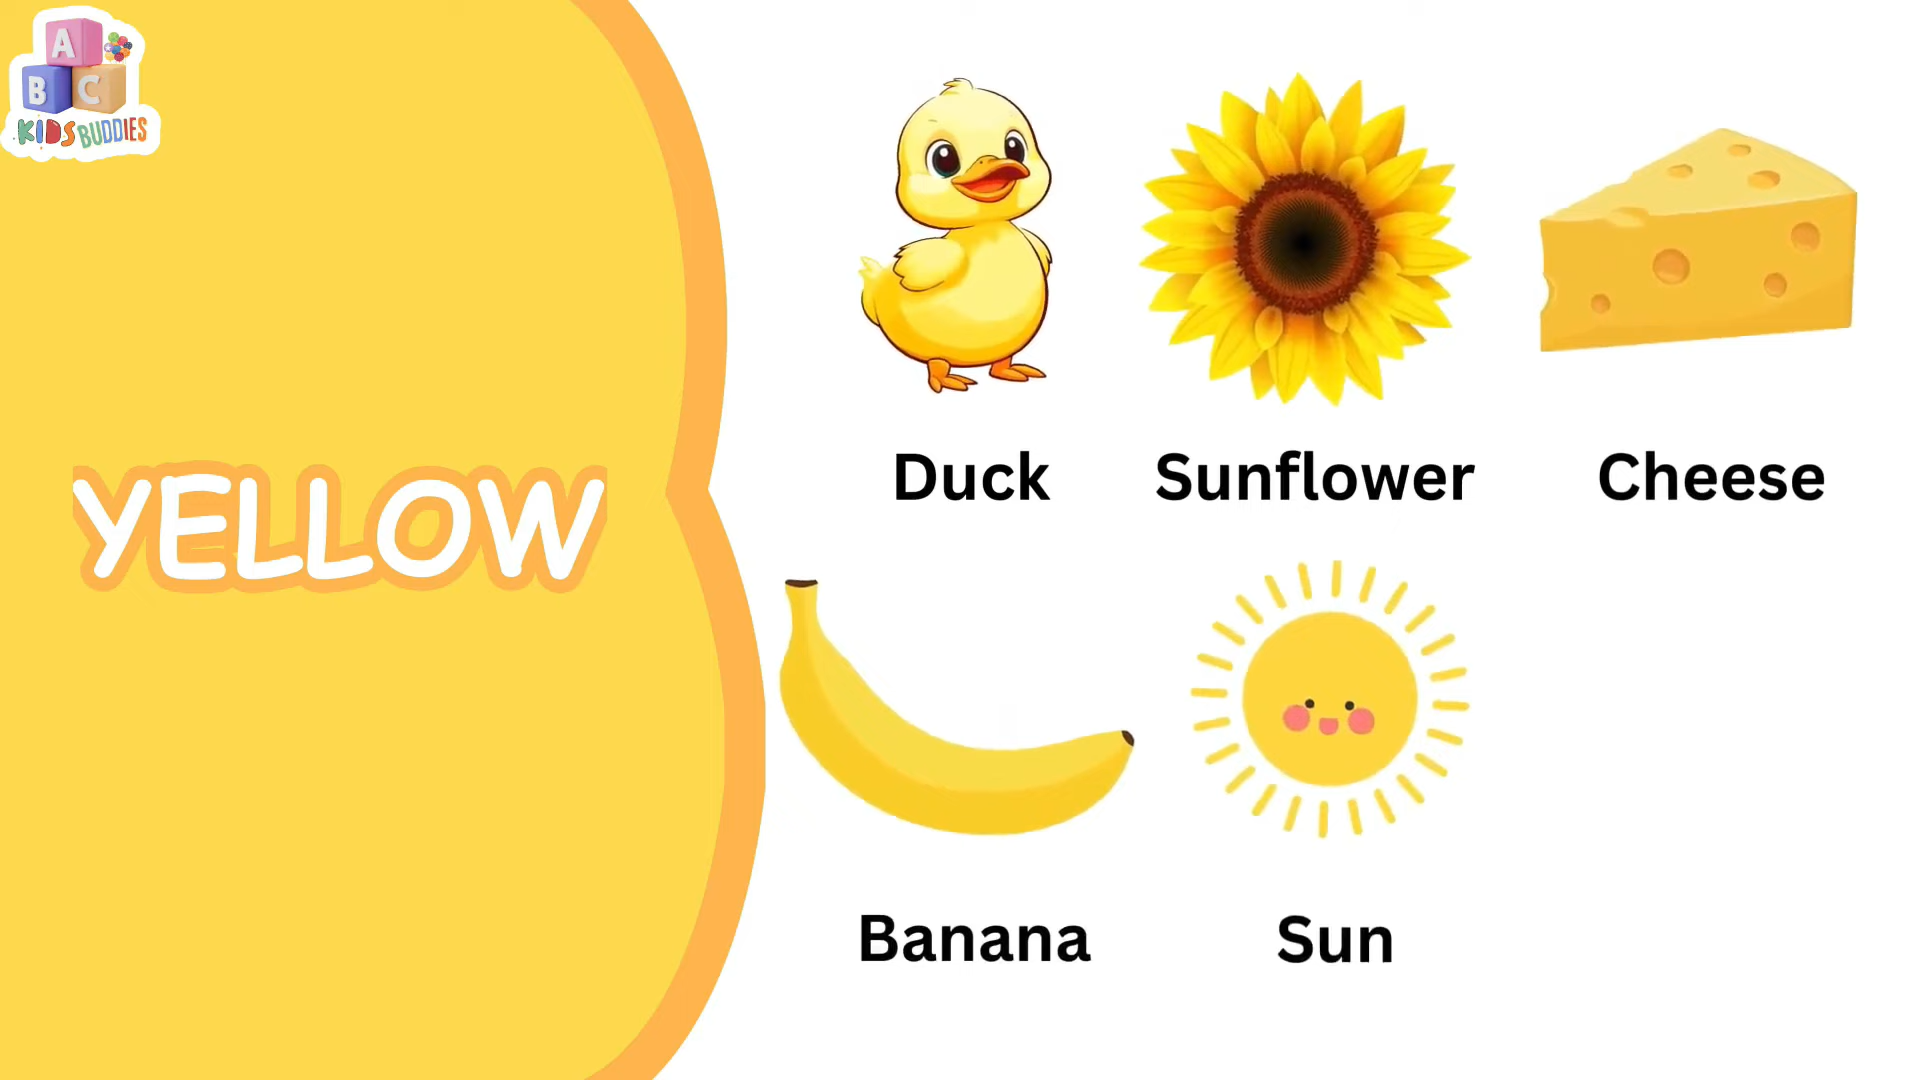 A
B C
KIDS BUDDIES
YELLOW
Duck Sunflower Cheese
Banana Sun